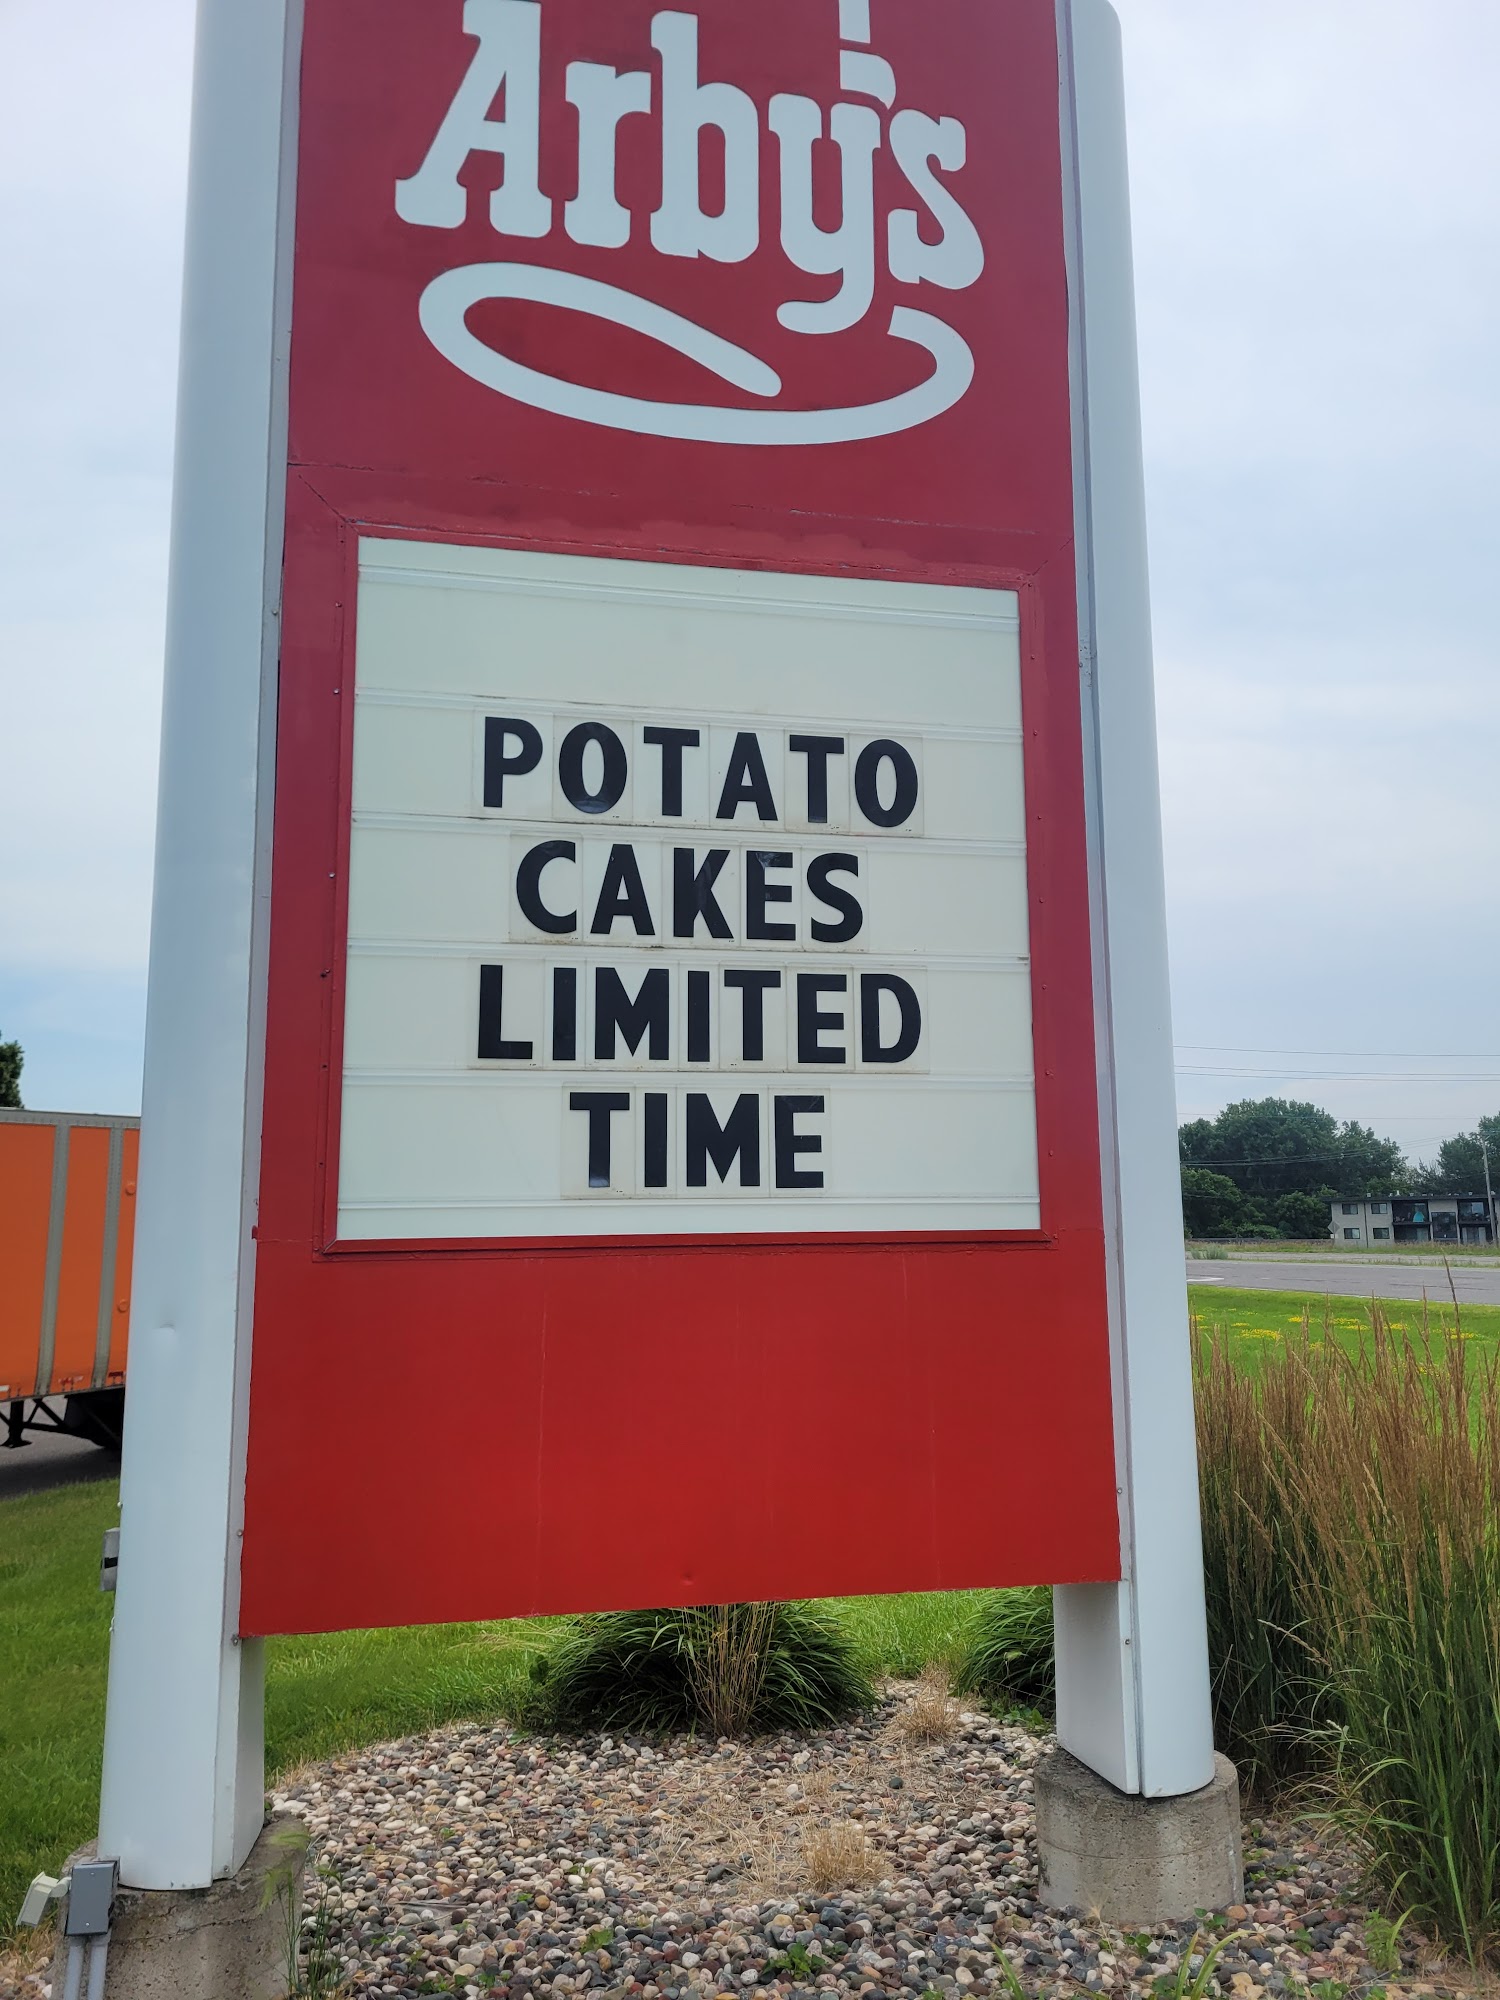 Arby's
POTATO
CAKES
LIMITED
TIME